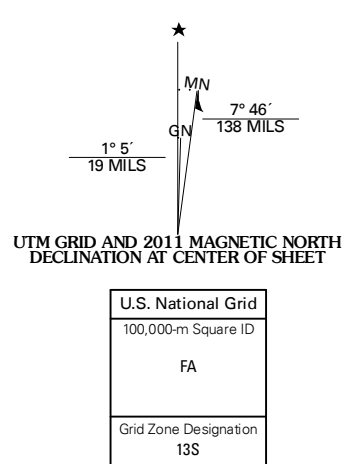 ★
MN
GN
7° 46´
138 MILS
1° 5´
19 MILS
UTM GRID AND 2011 MAGNETIC NORTH
DECLINATION AT CENTER OF SHEET
U.S. National Grid
100,000-m Square ID
FA
Grid Zone Designation
13S